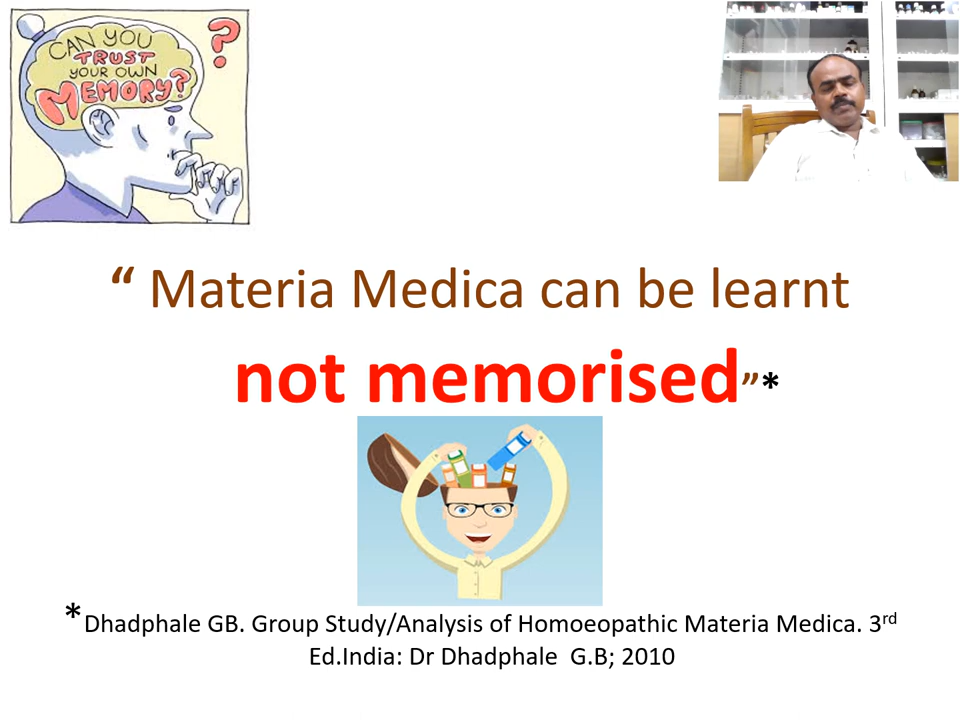 CAN YOU
TRUST
YOUR OWN
MEMORY?
?
“ Materia Medica can be learnt
not memorised”*
*Dhadphale GB. Group Study/Analysis of Homoeopathic Materia Medica. 3rd
Ed.India: Dr Dhadphale  G.B; 2010